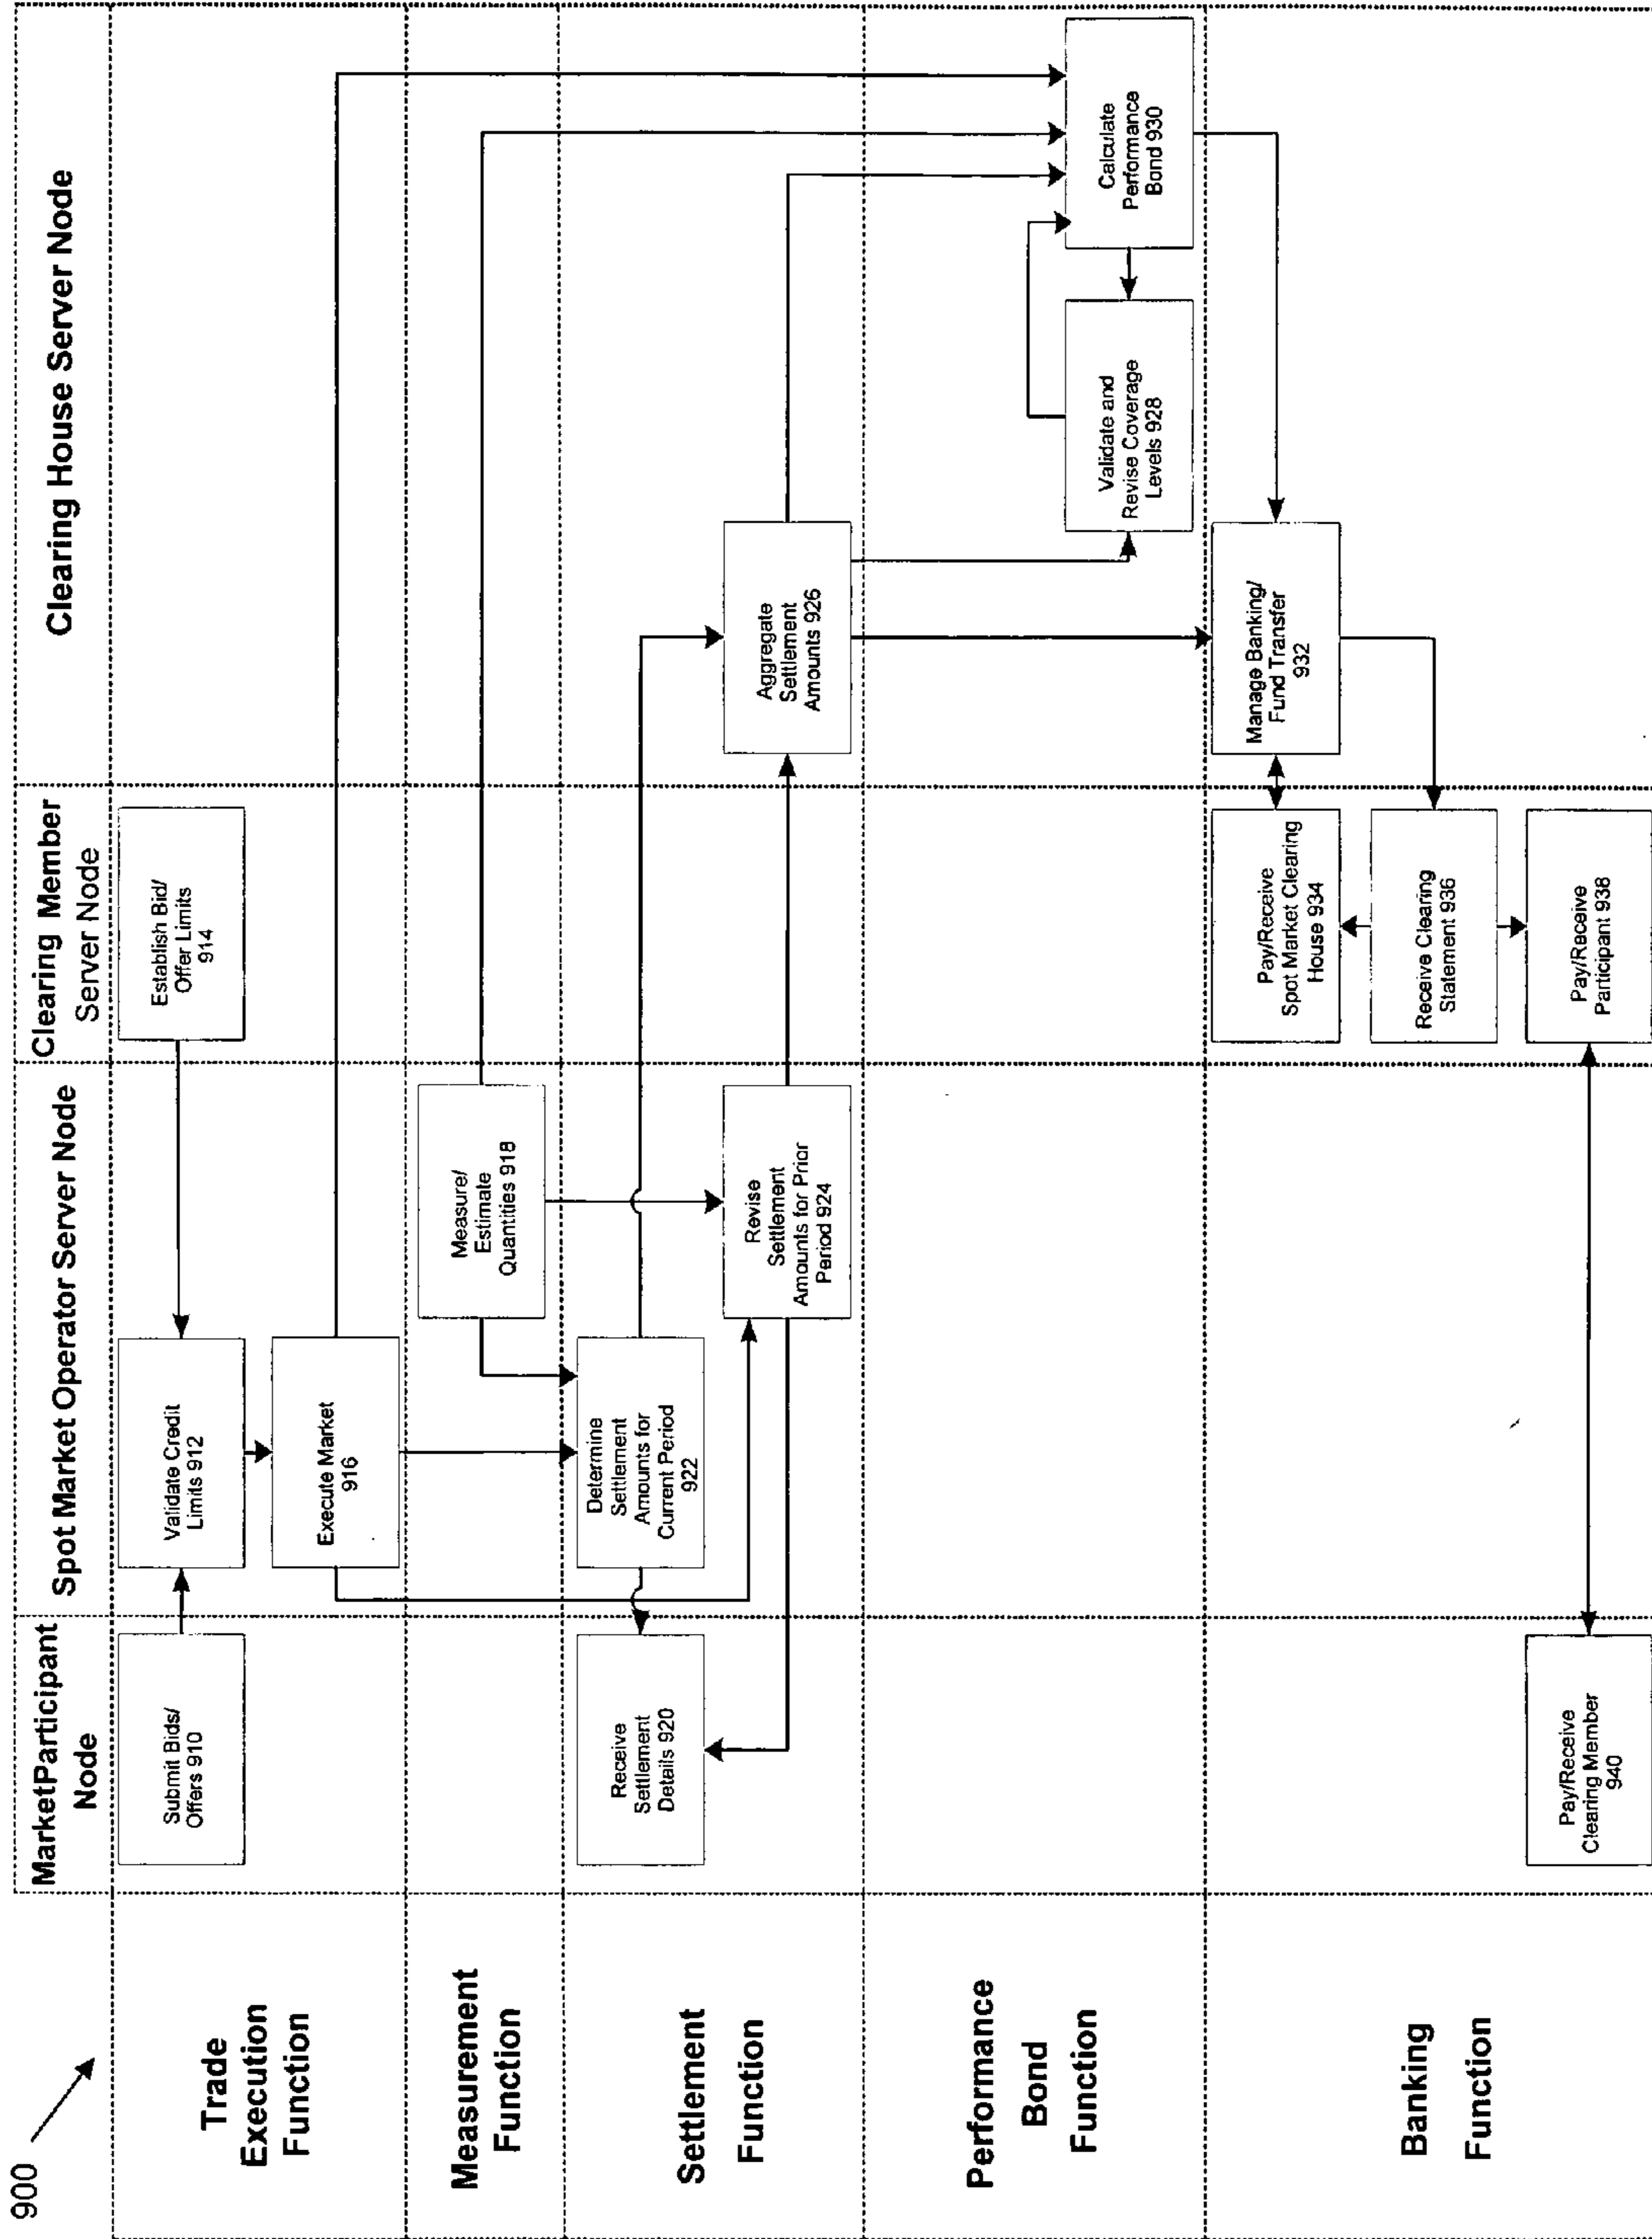 900
MarketParticipant
Node
Spot Market Operator Server Node
Clearing Member
Server Node
Clearing House Server Node
Trade
Execution
Function
Submit Bids/
Offers 910
Validate Credit
Limits 912
Establish Bid/
Offer Limits
914
Execute Market
916
Measurement
Function
Measure/
Estimate
Quantities 918
Settlement
Function
Receive
Settlement
Details 920
Determine
Settlement
Amounts for
Current Period
922
Revise
Settlement
Amounts for Prior
Period 924
Aggregate
Settlement
Amounts 926
Performance
Bond
Function
Validate and
Revise Coverage
Levels 928
Calculate
Performance
Bond 930
Banking
Function
Manage Banking/
Fund Transfer
932
Pay/Receive
Spot Market Clearing
House 934
Receive Clearing
Statement 936
Pay/Receive
Participant 938
Pay/Receive
Clearing Member
940